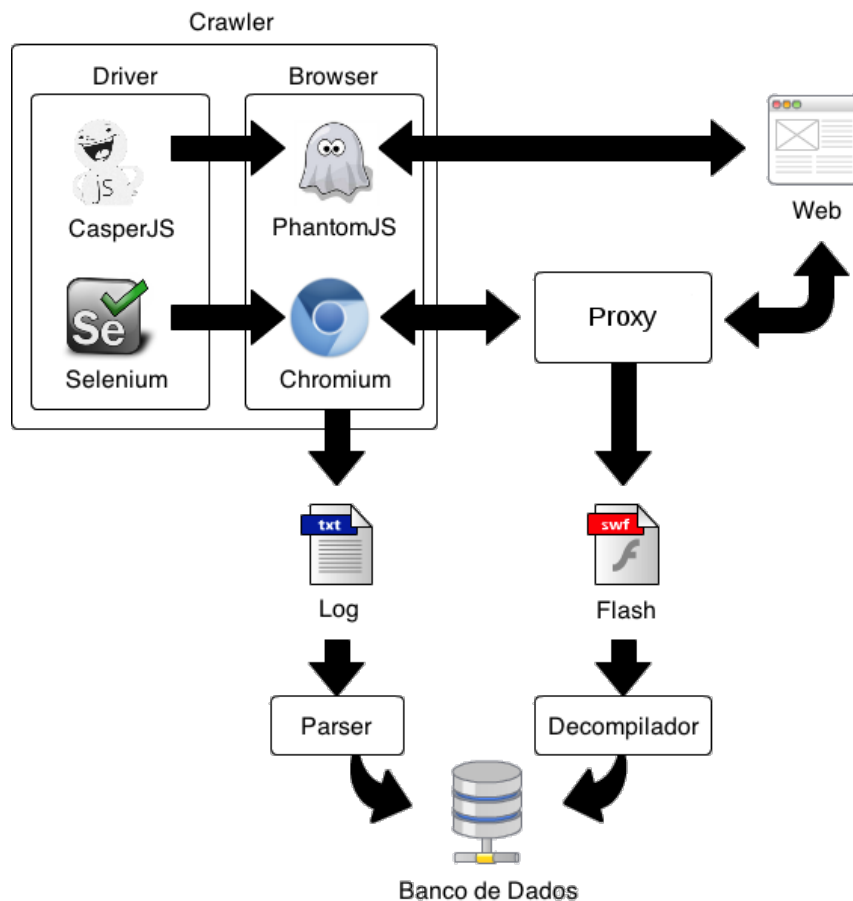 Crawler
Driver
Browser
js
CasperJS
PhantomJS
Web
Se
Selenium
Chromium
Proxy
txt
Log
swf
Flash
Parser
Decompilador
Banco de Dados